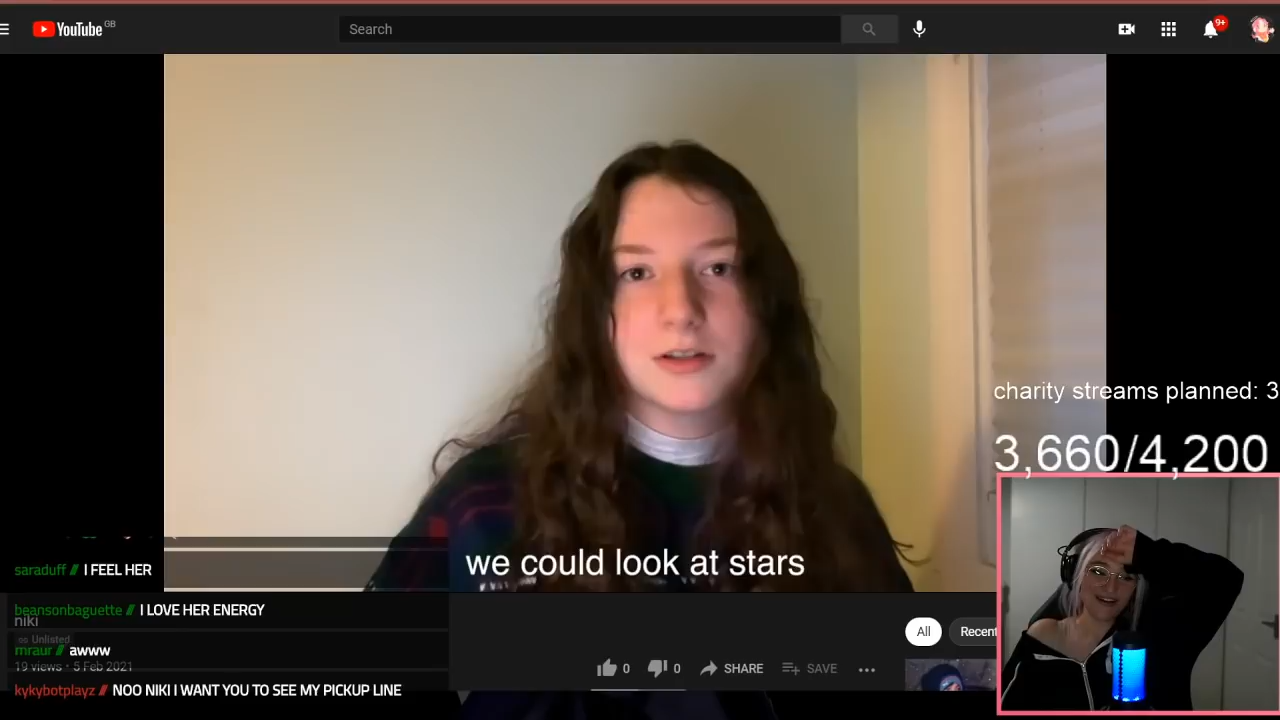 YouTube GB
Search
9+
charity streams planned: 3
3,660/4,200
we could look at stars
saraduff // I FEEL HER
beansonbaguette // I LOVE HER ENERGY
niki
Unlisted
mraur // awww
19 views • 5 Feb 2021
kykybotplayz // NOO NIKI I WANT YOU TO SEE MY PICKUP LINE
All
Recent
0
0
SHARE
SAVE